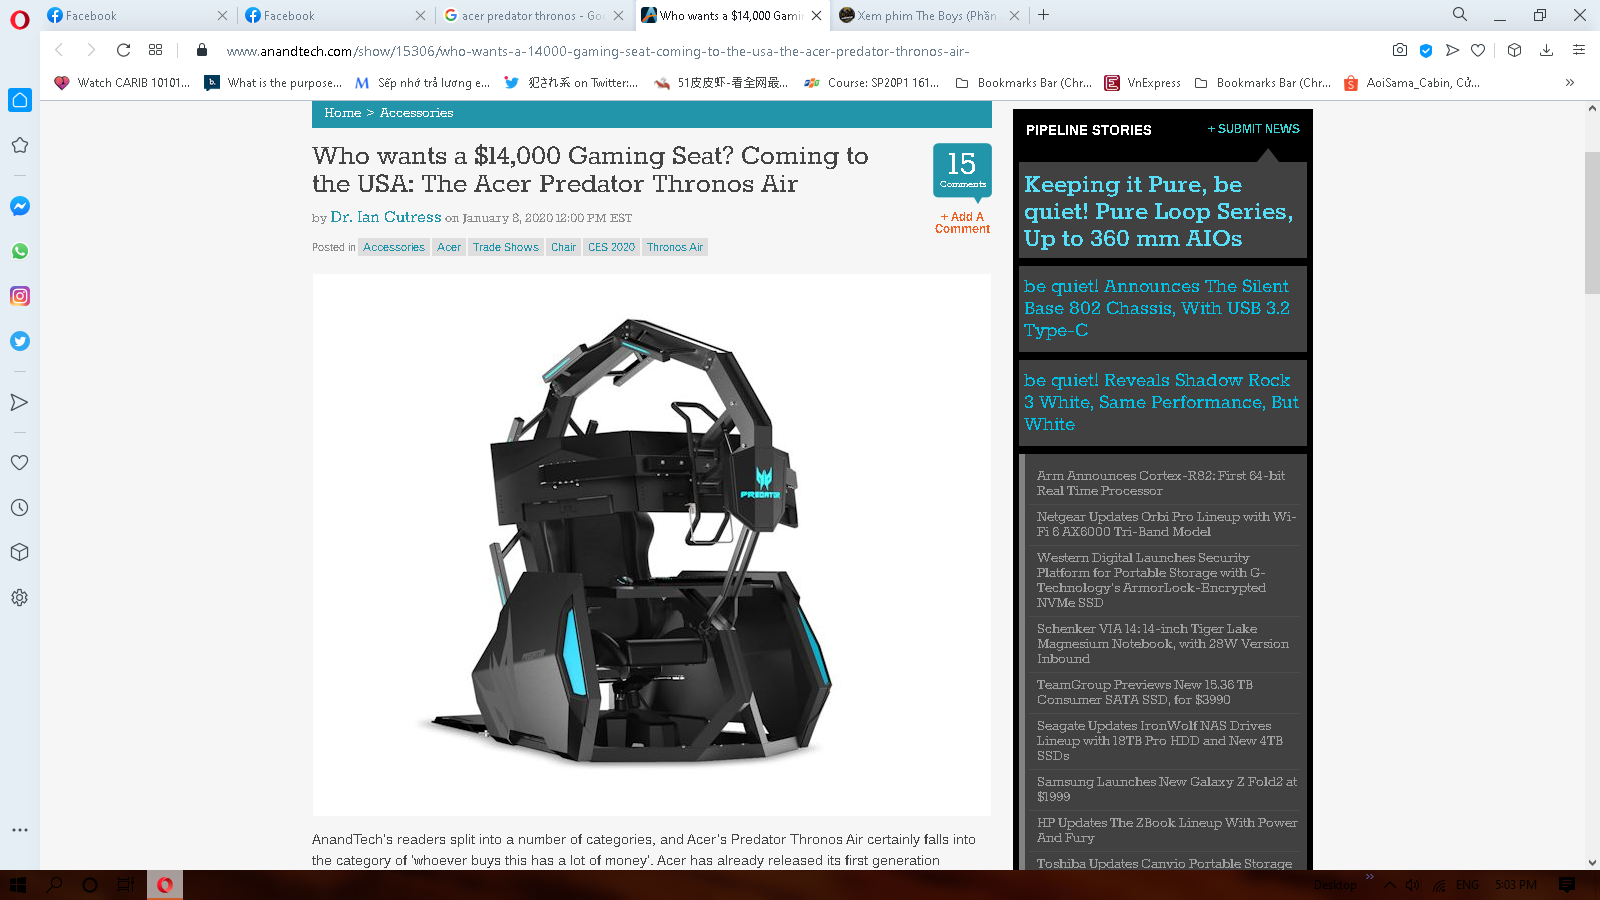 Facebook
Facebook
acer predator thronos - Goo
Who wants a $14,000 Gamin
Xem phim The Boys (Phần
www.anandtech.com/show/15306/who-wants-a-14000-gaming-seat-coming-to-the-usa-the-acer-predator-thronos-air-
Watch CARIB 10101...
What is the purpose...
Sếp nhớ trả lương e...
犯され系 on Twitter:...
51皮皮虾-看全网最...
Course: SP20P1 161...
Bookmarks Bar (Chr...
VnExpress
Bookmarks Bar (Chr...
AoiSama_Cabin, Cử...
Home > Accessories
Who wants a $14,000 Gaming Seat? Coming to
the USA: The Acer Predator Thronos Air
15
Comments
by Dr. Ian Cutress on January 8, 2020 12:00 PM EST
+ Add A
Comment
Posted in Accessories Acer Trade Shows Chair CES 2020 Thronos Air
PREDATOR
PREDATOR
AnandTech's readers split into a number of categories, and Acer's Predator Thronos Air certainly falls into
the category of 'whoever buys this has a lot of money'. Acer has already released its first generation
PIPELINE STORIES
+ SUBMIT NEWS
Keeping it Pure, be
quiet! Pure Loop Series,
Up to 360 mm AIOs
be quiet! Announces The Silent
Base 802 Chassis, With USB 3.2
Type-C
be quiet! Reveals Shadow Rock
3 White, Same Performance, But
White
Arm Announces Cortex-R82: First 64-bit
Real Time Processor
Netgear Updates Orbi Pro Lineup with Wi-
Fi 6 AX6000 Tri-Band Model
Western Digital Launches Security
Platform for Portable Storage with G-
Technology's ArmorLock-Encrypted
NVMe SSD
Schenker VIA 14: 14-inch Tiger Lake
Magnesium Notebook, with 28W Version
Inbound
TeamGroup Previews New 15.36 TB
Consumer SATA SSD, for $3990
Seagate Updates IronWolf NAS Drives
Lineup with 18TB Pro HDD and New 4TB
SSDs
Samsung Launches New Galaxy Z Fold2 at
$1999
HP Updates The ZBook Lineup With Power
And Fury
Toshiba Updates Canvio Portable Storage
Desktop
ENG
5:03 PM